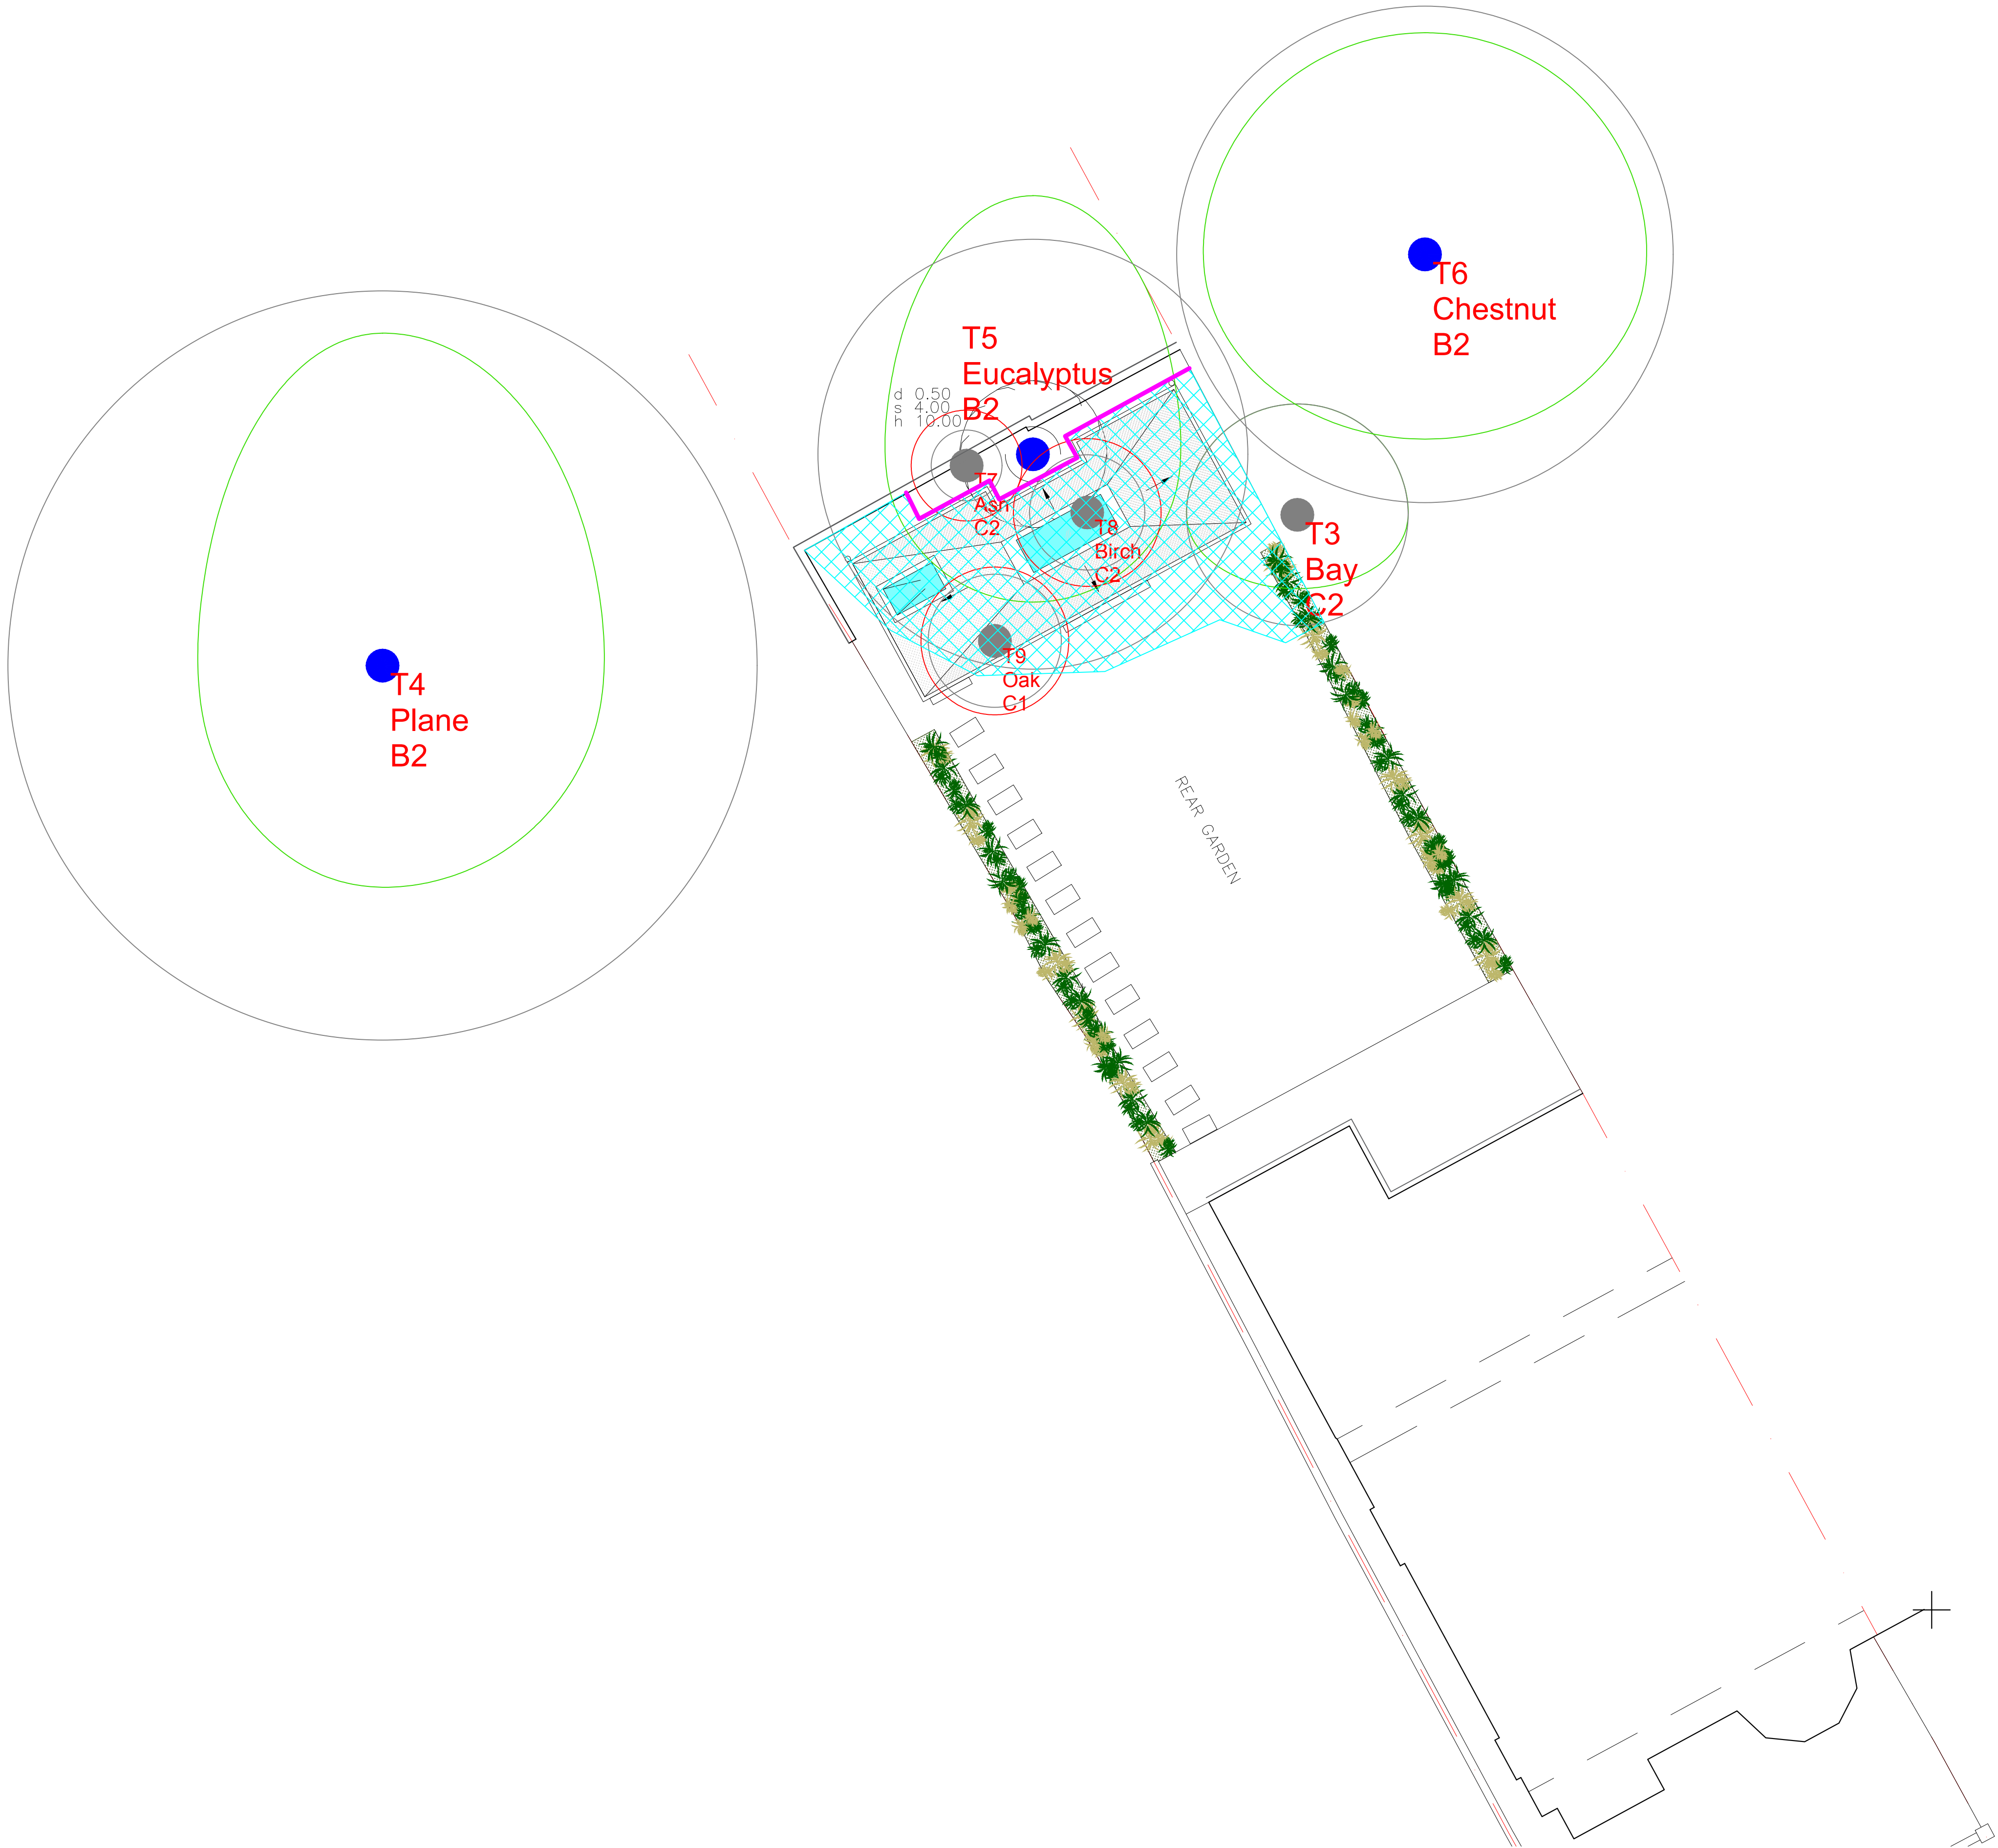 T6
Chestnut
B2
T5
Eucalyptus
B2
d 0.50
s 4.00
h 10.00
T7
Ash
C2
T8
Birch
C2
T3
Bay
C2
T9
Oak
C1
T4
Plane
B2
REAR GARDEN